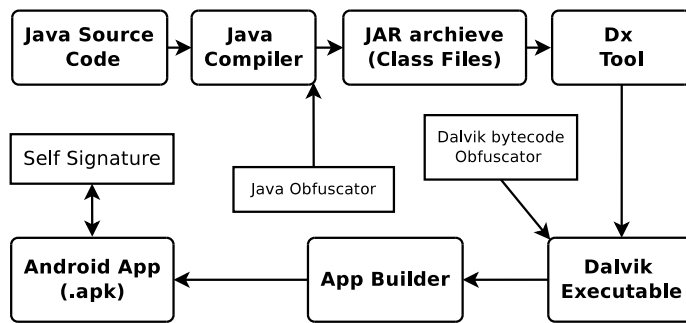 Java Source
Code
Java
Compiler
JAR archieve
(Class Files)
Dx
Tool
Self Signature
Java Obfuscator
Dalvik bytecode
Obfuscator
Android App
(.apk)
App Builder
Dalvik
Executable